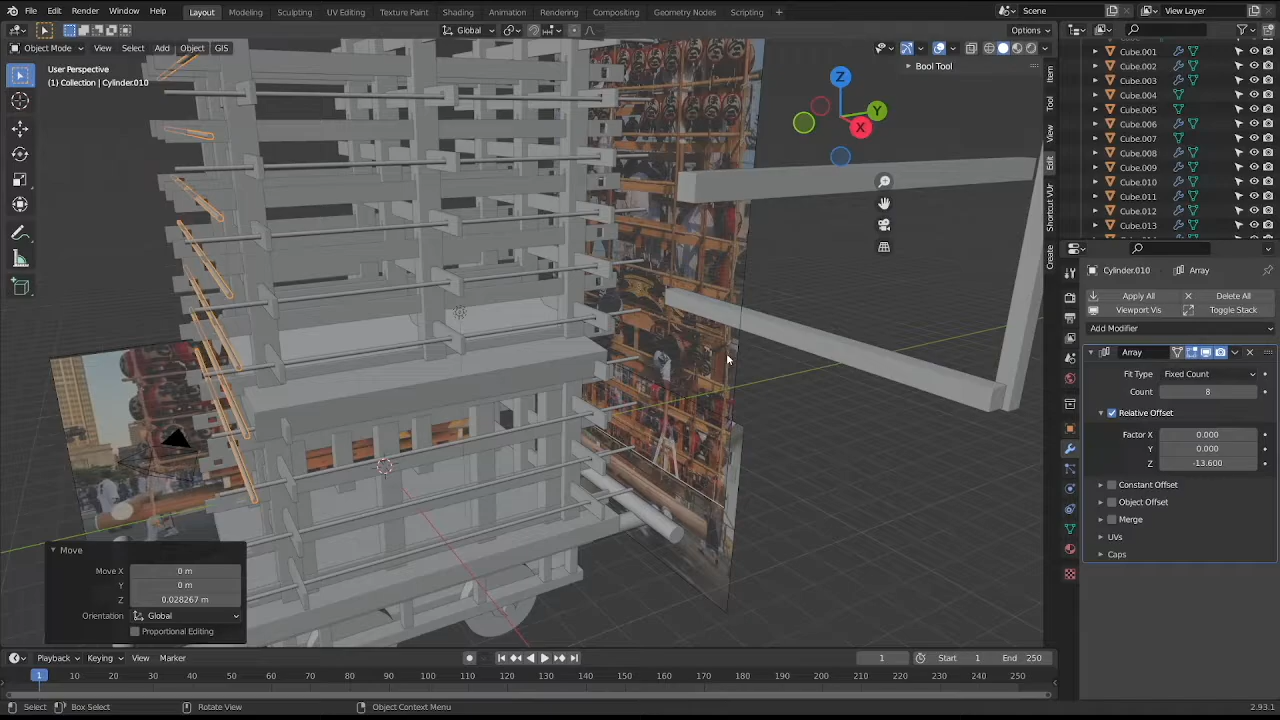 File Edit Render Window Help Layout Modeling Sculpting UV Editing Texture Paint Shading Animation Rendering Compositing Geometry Nodes Scripting Scene View Layer
Global Options
Object Mode View Select Add Object GIS
User Perspective
(1) Collection | Cylinder.010
Bool Tool
Z
Y
X
Item
Tool
View
Edit
Shortcut VUr
Create
Cube.001
Cube.002
Cube.003
Cube.004
Cube.005
Cube.006
Cube.007
Cube.008
Cube.009
Cube.010
Cube.011
Cube.012
Cube.013
Cylinder.010 Array
Apply All Delete All
Viewport Vis Toggle Stack
Add Modifier
Array
Fit Type Fixed Count
Count 8
Relative Offset
Factor X 0.000
Y 0.000
Z -13.600
Constant Offset
Object Offset
Merge
UVs
Caps
Move
Move X 0 m
Y 0 m
Z 0.028267 m
Orientation Global
Proportional Editing
Playback Keying View Marker 1 Start 1 End 250
1 10 20 30 40 50 60 70 80 90 100 110 120 130 140 150 160 170 180 190 200 210 220 230 240 250
Select Box Select Rotate View Object Context Menu 2.93.1